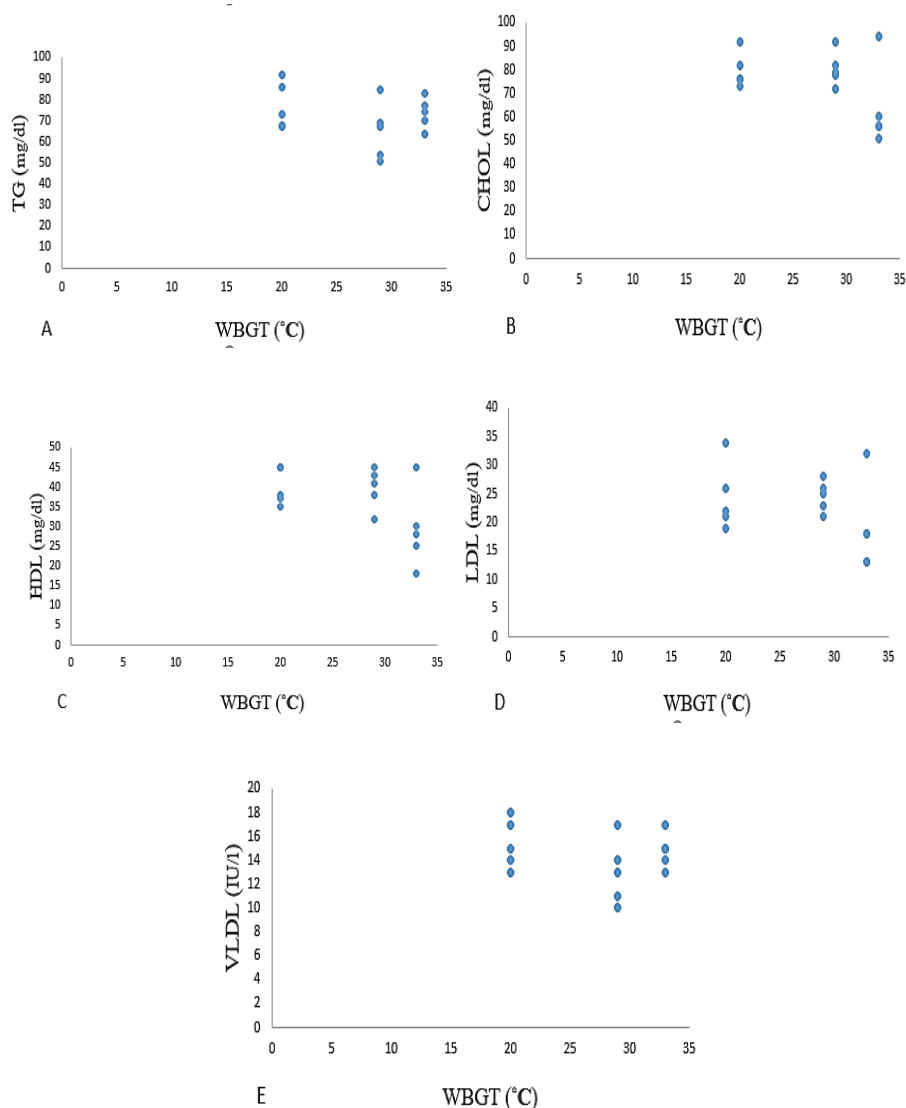 100
90
80
70
60
50
40
30
20
10
0
TG (mg/dl)
0 5 10 15 20 25 30 35
A
WBGT (°C)
100
90
80
70
60
50
40
30
20
10
0
CHOL (mg/dl)
0 5 10 15 20 25 30 35
B
WBGT (°C)
50
45
40
35
30
25
20
15
10
5
0
HDL (mg/dl)
0 5 10 15 20 25 30 35
C
WBGT (°C)
40
35
30
25
20
15
10
5
0
LDL (mg/dl)
0 5 10 15 20 25 30 35
D
WBGT (°C)
20
18
16
14
12
10
8
6
4
2
0
VLDL (IU/l)
0 5 10 15 20 25 30 35
E
WBGT (°C)